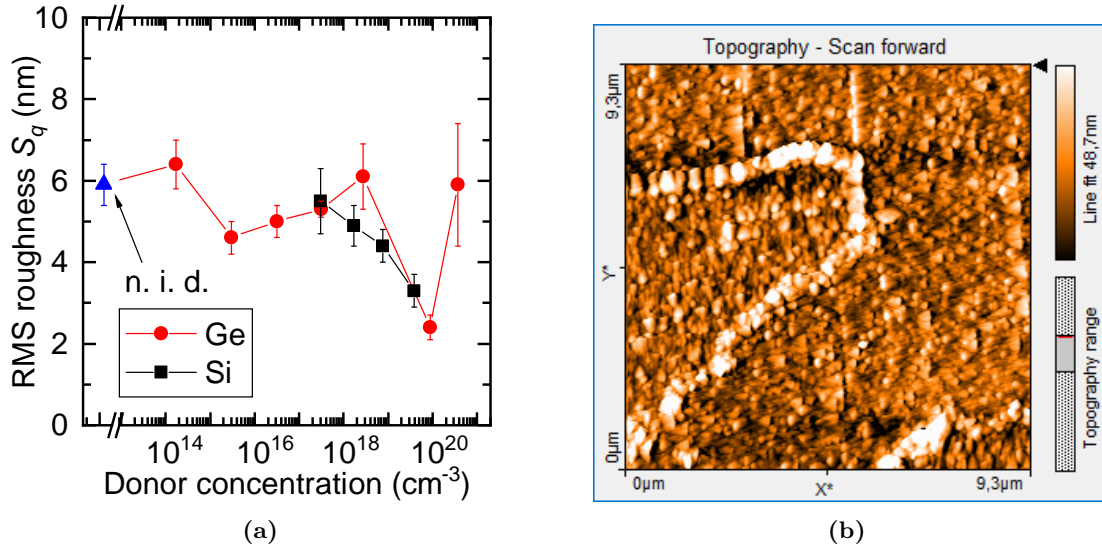 10
8
6
4
2
0
RMS roughness S_q (nm)
n. i. d.
Ge
Si
10^14 10^16 10^18 10^20
Donor concentration (cm^-3)
(a)
Topography - Scan forward
9,3µm
Y*
0µm
0µm X* 9,3µm
Line fit 48,7nm
Topography range
(b)